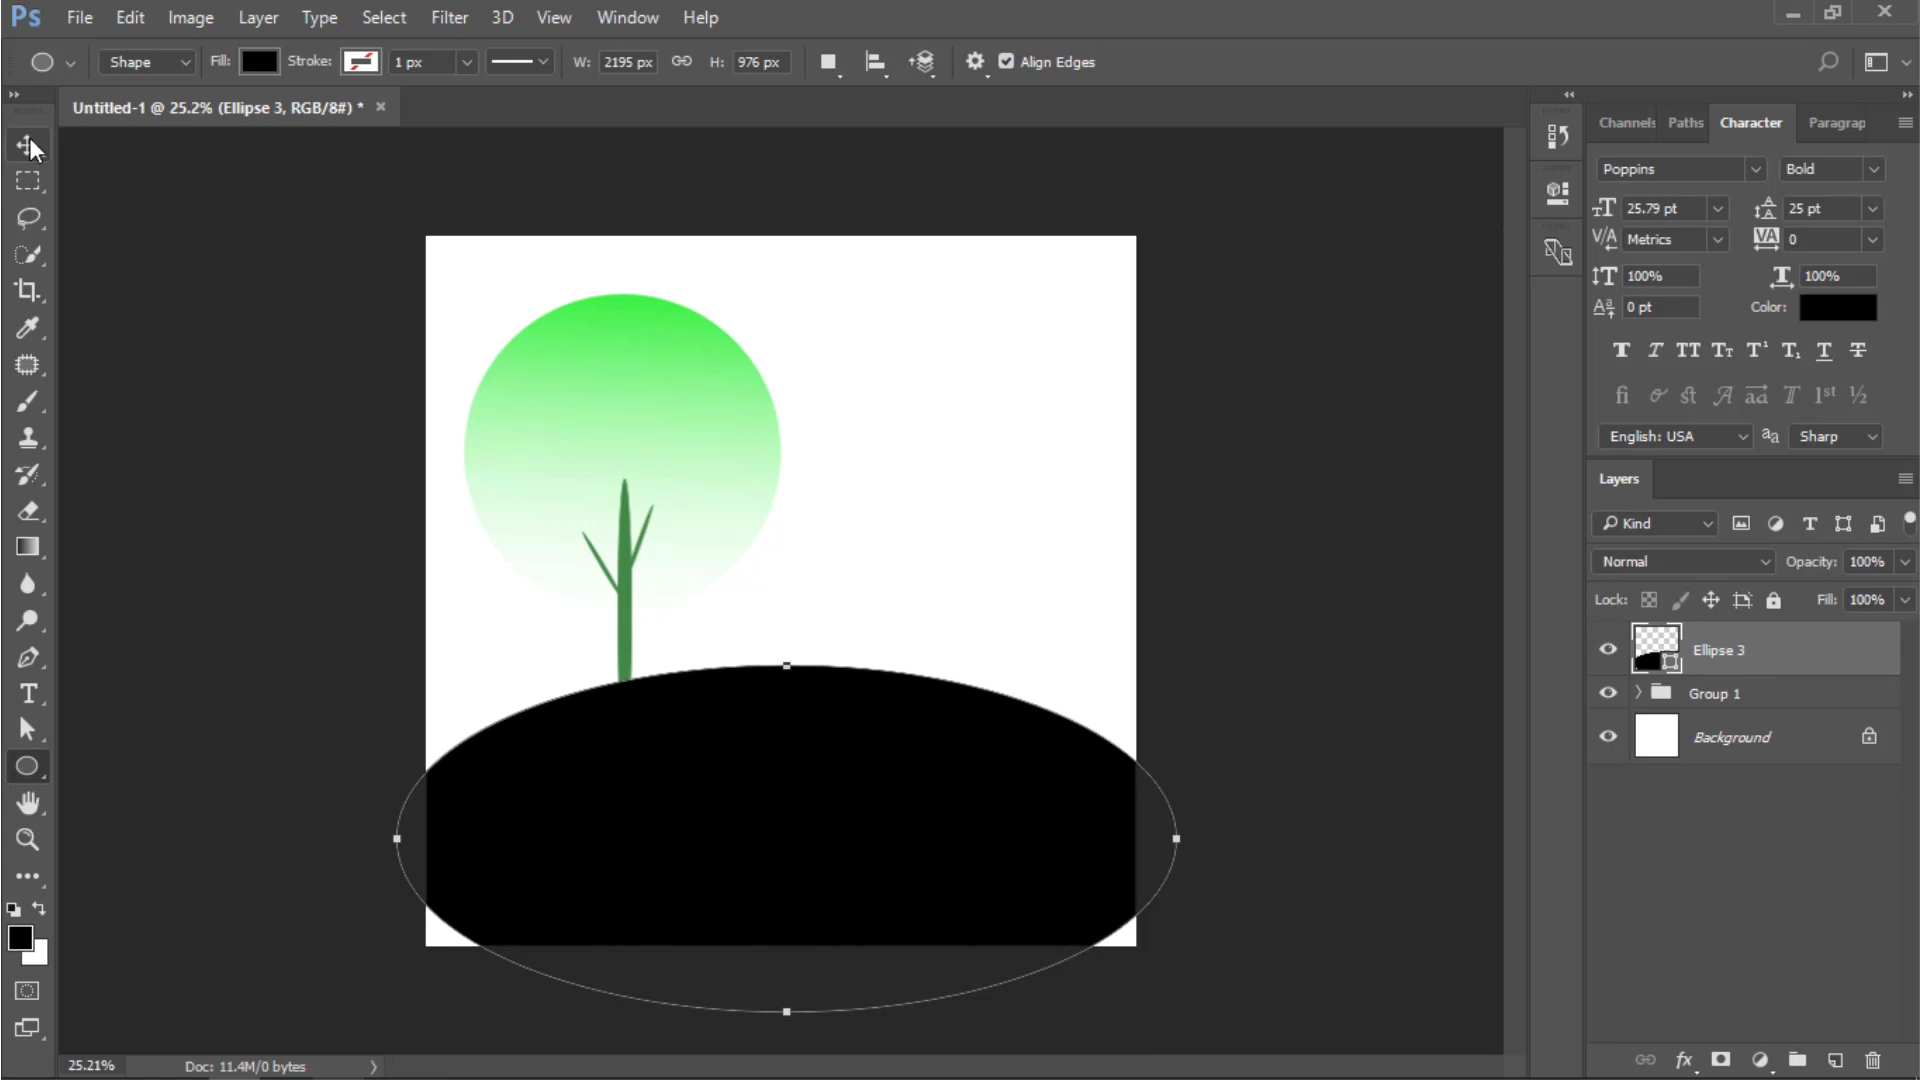 Ps File Edit Image Layer Type Select Filter 3D View Window Help
Shape Fill: Stroke: 1 px W: 2195 px H: 976 px Align Edges
Untitled-1 @ 25.2% (Ellipse 3, RGB/8#) *
Channels Paths Character Paragrap
Poppins Bold
25.79 pt 25 pt
Metrics 0
100% 100%
0 pt Color:
English: USA Sharp
Layers
Kind
Normal Opacity: 100%
Lock: Fill: 100%
Ellipse 3
Group 1
Background
25.21% Doc: 11.4M/0 bytes